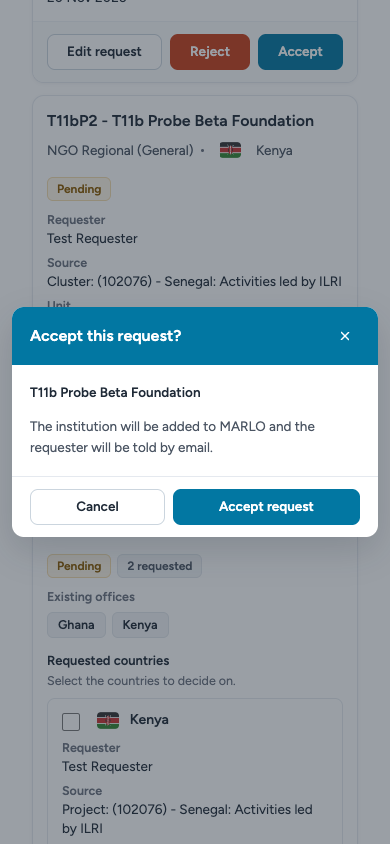 Edit request
Reject
Accept
T11bP2 - T11b Probe Beta Foundation
NGO Regional (General) • Kenya
Pending
Requester
Test Requester
Source
Cluster: (102076) - Senegal: Activities led by ILRI
Accept this request?
×
T11b Probe Beta Foundation
The institution will be added to MARLO and the
requester will be told by email.
Cancel
Accept request
Pending
2 requested
Existing offices
Ghana
Kenya
Requested countries
Select the countries to decide on.
Kenya
Requester
Test Requester
Source
Project: (102076) - Senegal: Activities led
by ILRI